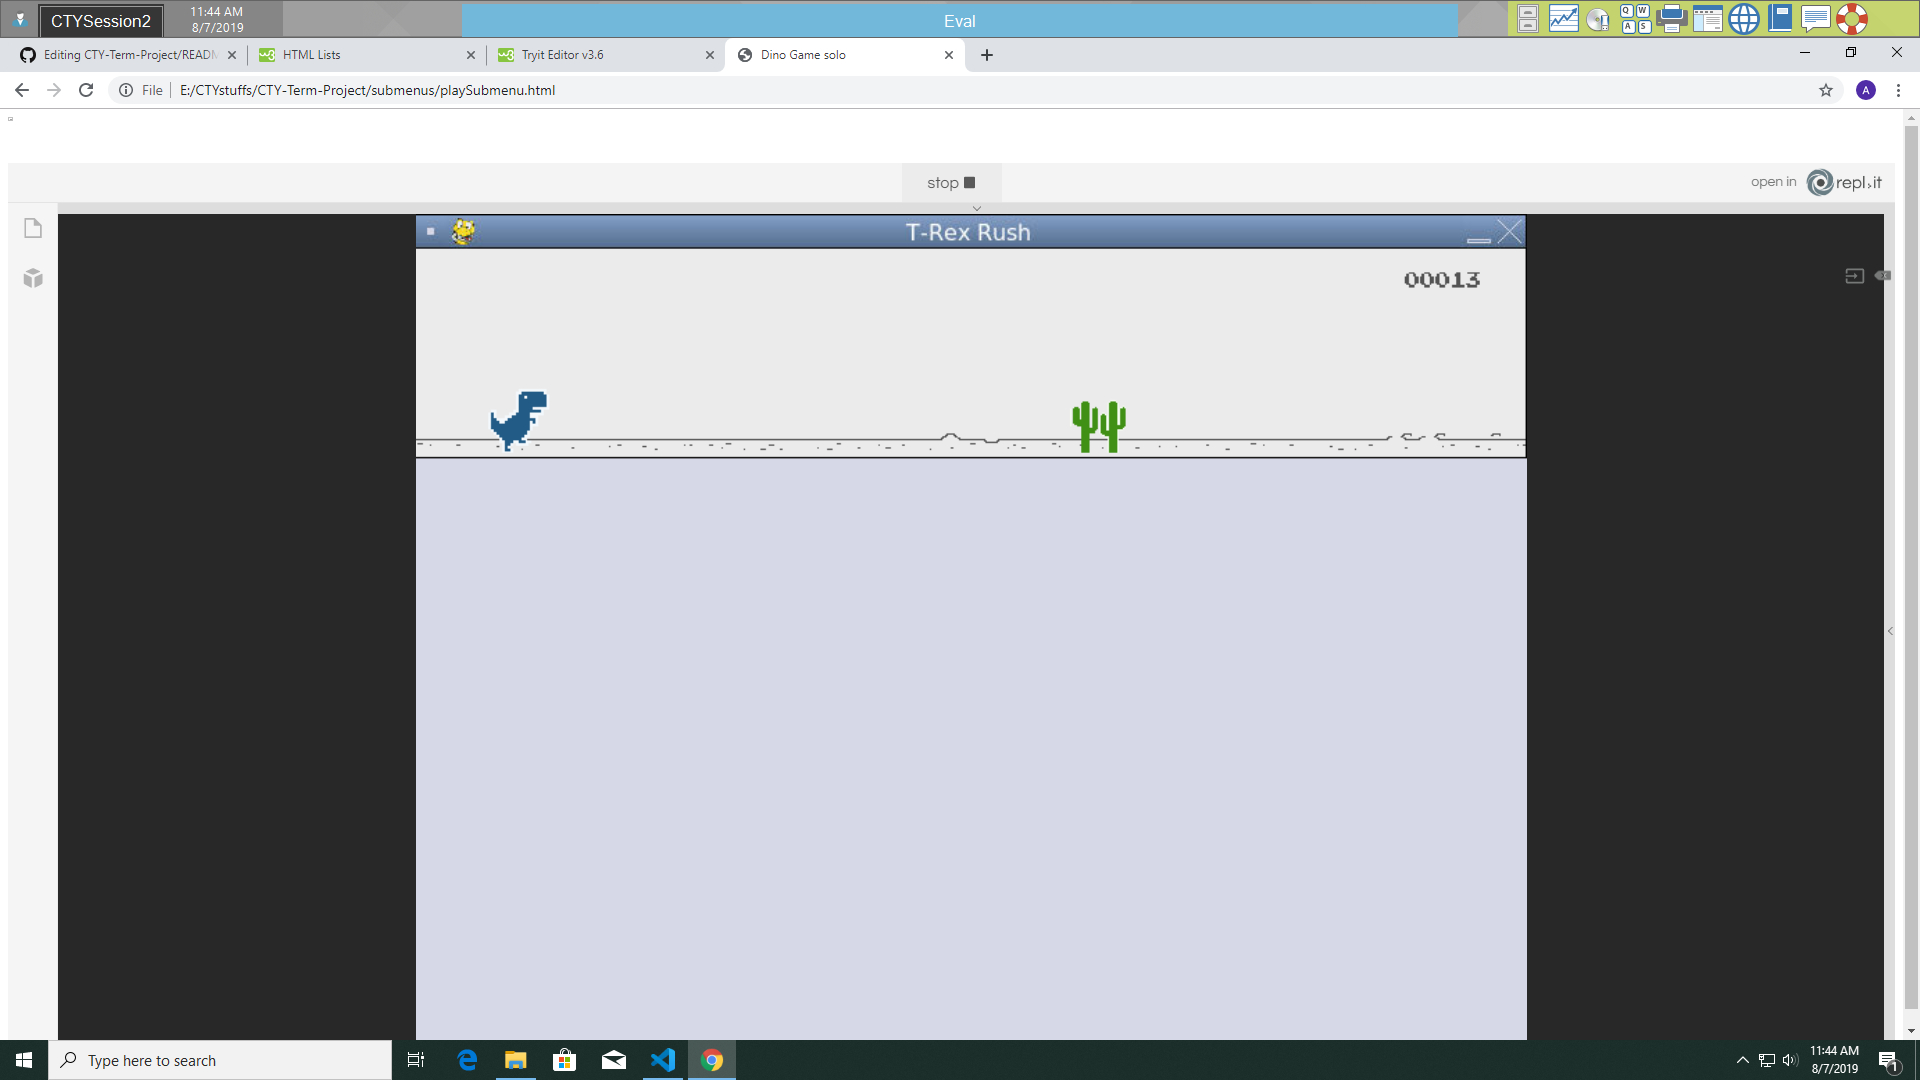 CTYSession2
11:44 AM
8/7/2019
Eval
Q W
A S
Editing CTY-Term-Project/READM
HTML Lists
Tryit Editor v3.6
Dino Game solo
File
E:/CTYstuffs/CTY-Term-Project/submenus/playSubmenu.html
A
stop
open in
repl.it
T-Rex Rush
00013
Type here to search
11:44 AM
8/7/2019
1